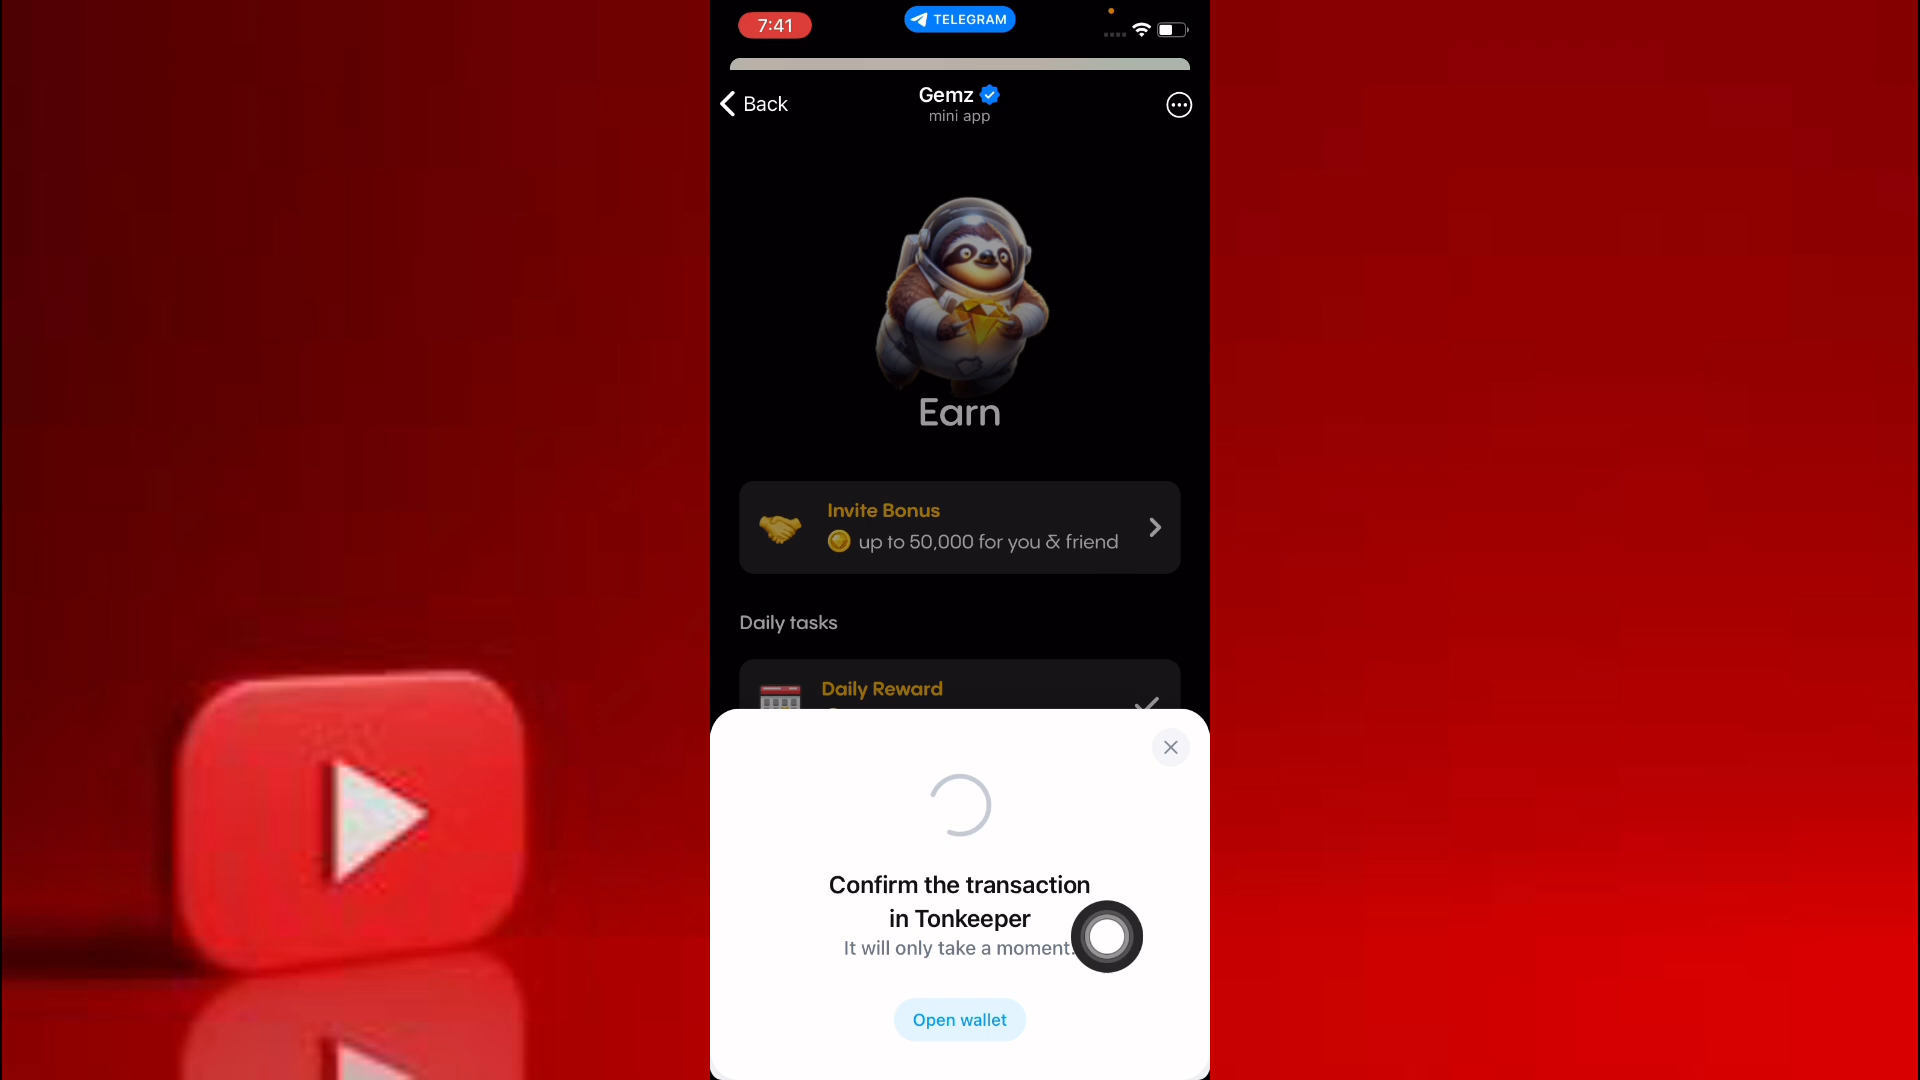 7:41
TELEGRAM
Back
Gemz
mini app
Earn
Invite Bonus
up to 50,000 for you & friend
Daily tasks
Daily Reward
Confirm the transaction
in Tonkeeper
It will only take a moment.
Open wallet